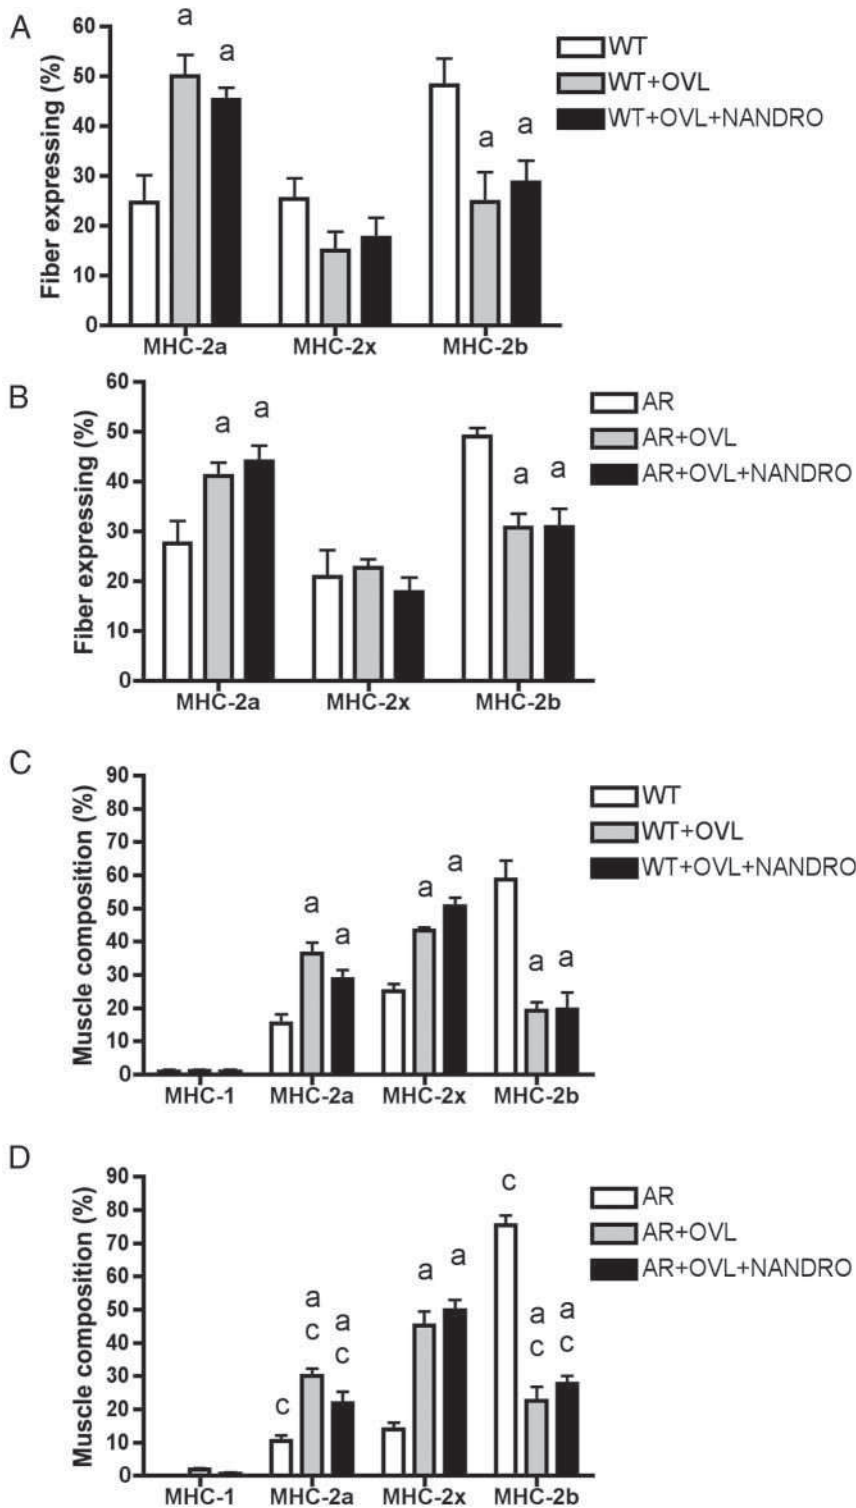 A
Fiber expressing (%)
60
50
40
30
20
10
0
a
a
a
a
MHC-2a
MHC-2x
MHC-2b
WT
WT+OVL
WT+OVL+NANDRO
B
Fiber expressing (%)
60
50
40
30
20
10
0
a
a
a
a
MHC-2a
MHC-2x
MHC-2b
AR
AR+OVL
AR+OVL+NANDRO
C
Muscle composition (%)
90
80
70
60
50
40
30
20
10
0
a
a
a
a
a
a
MHC-1
MHC-2a
MHC-2x
MHC-2b
WT
WT+OVL
WT+OVL+NANDRO
D
Muscle composition (%)
90
80
70
60
50
40
30
20
10
0
c
a
c
a
c
a
a
c
a
c
a
c
MHC-1
MHC-2a
MHC-2x
MHC-2b
AR
AR+OVL
AR+OVL+NANDRO